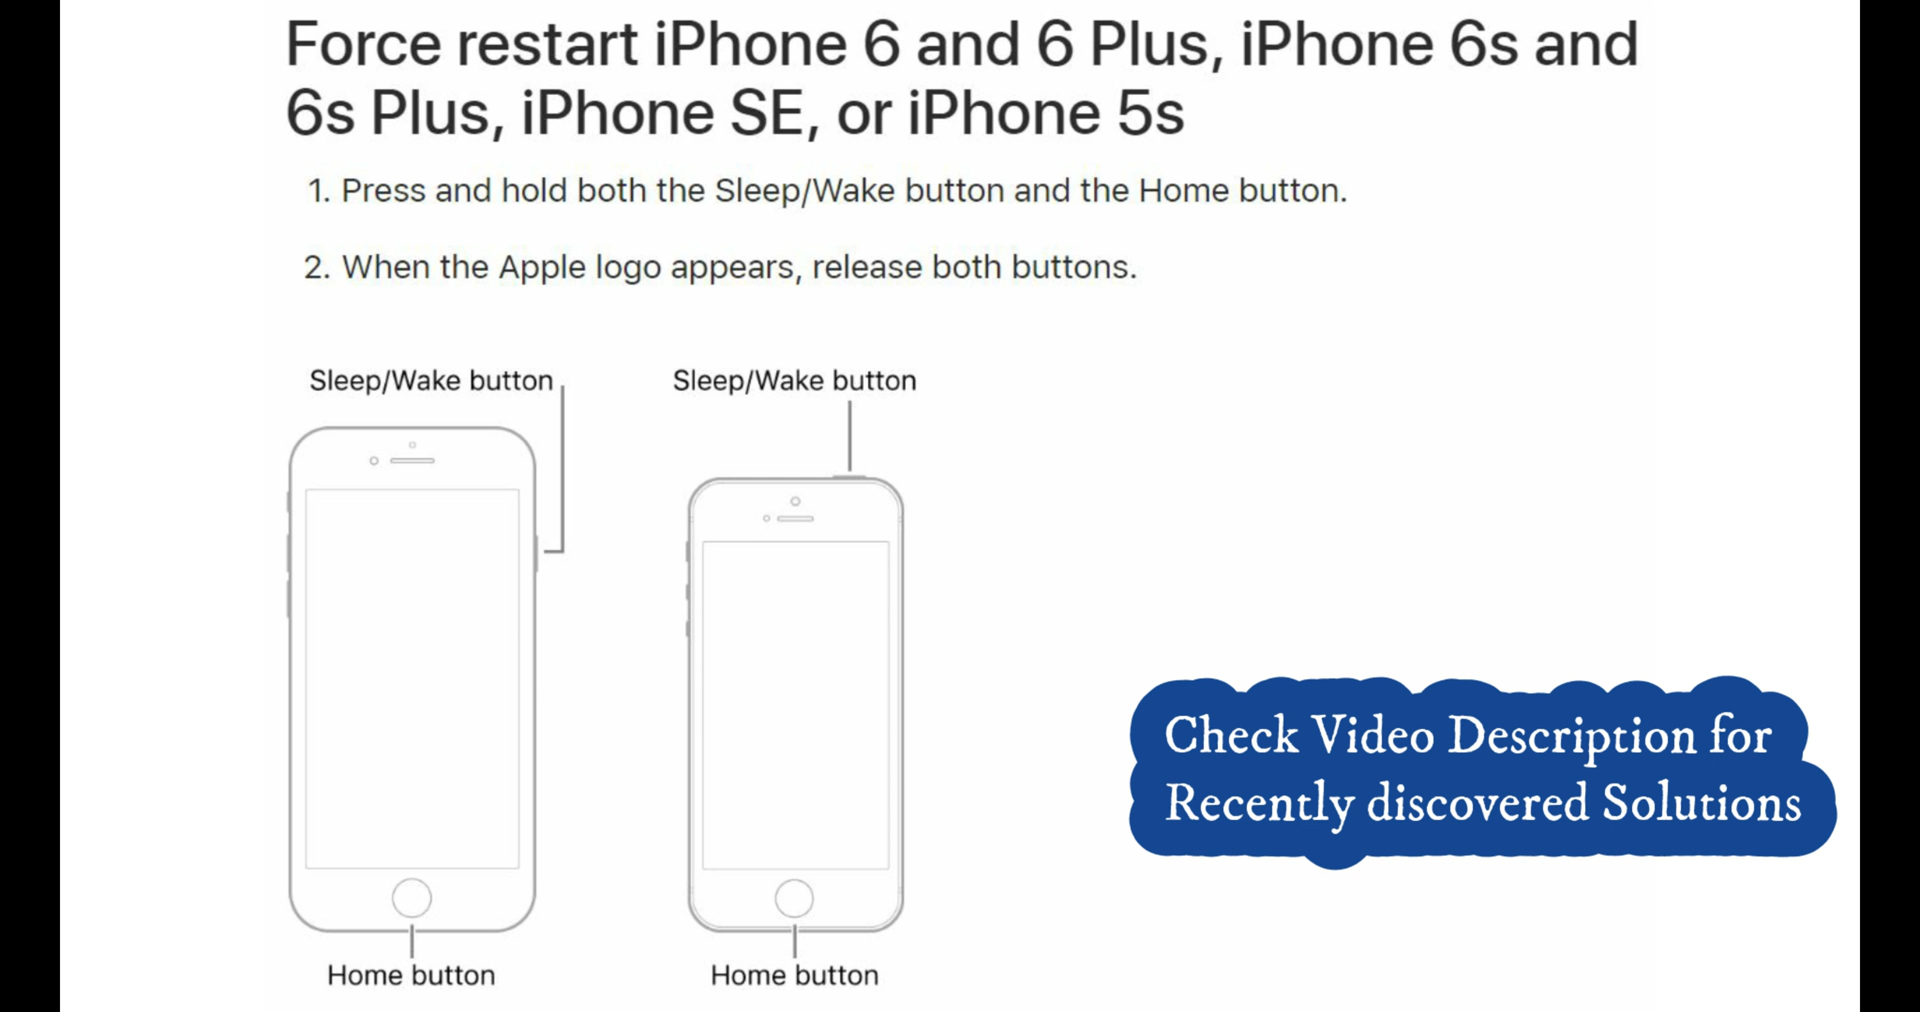 Force restart iPhone 6 and 6 Plus, iPhone 6s and
6s Plus, iPhone SE, or iPhone 5s
1. Press and hold both the Sleep/Wake button and the Home button.
2. When the Apple logo appears, release both buttons.
Sleep/Wake button
Sleep/Wake button
Home button
Home button
Check Video Description for
Recently discovered Solutions